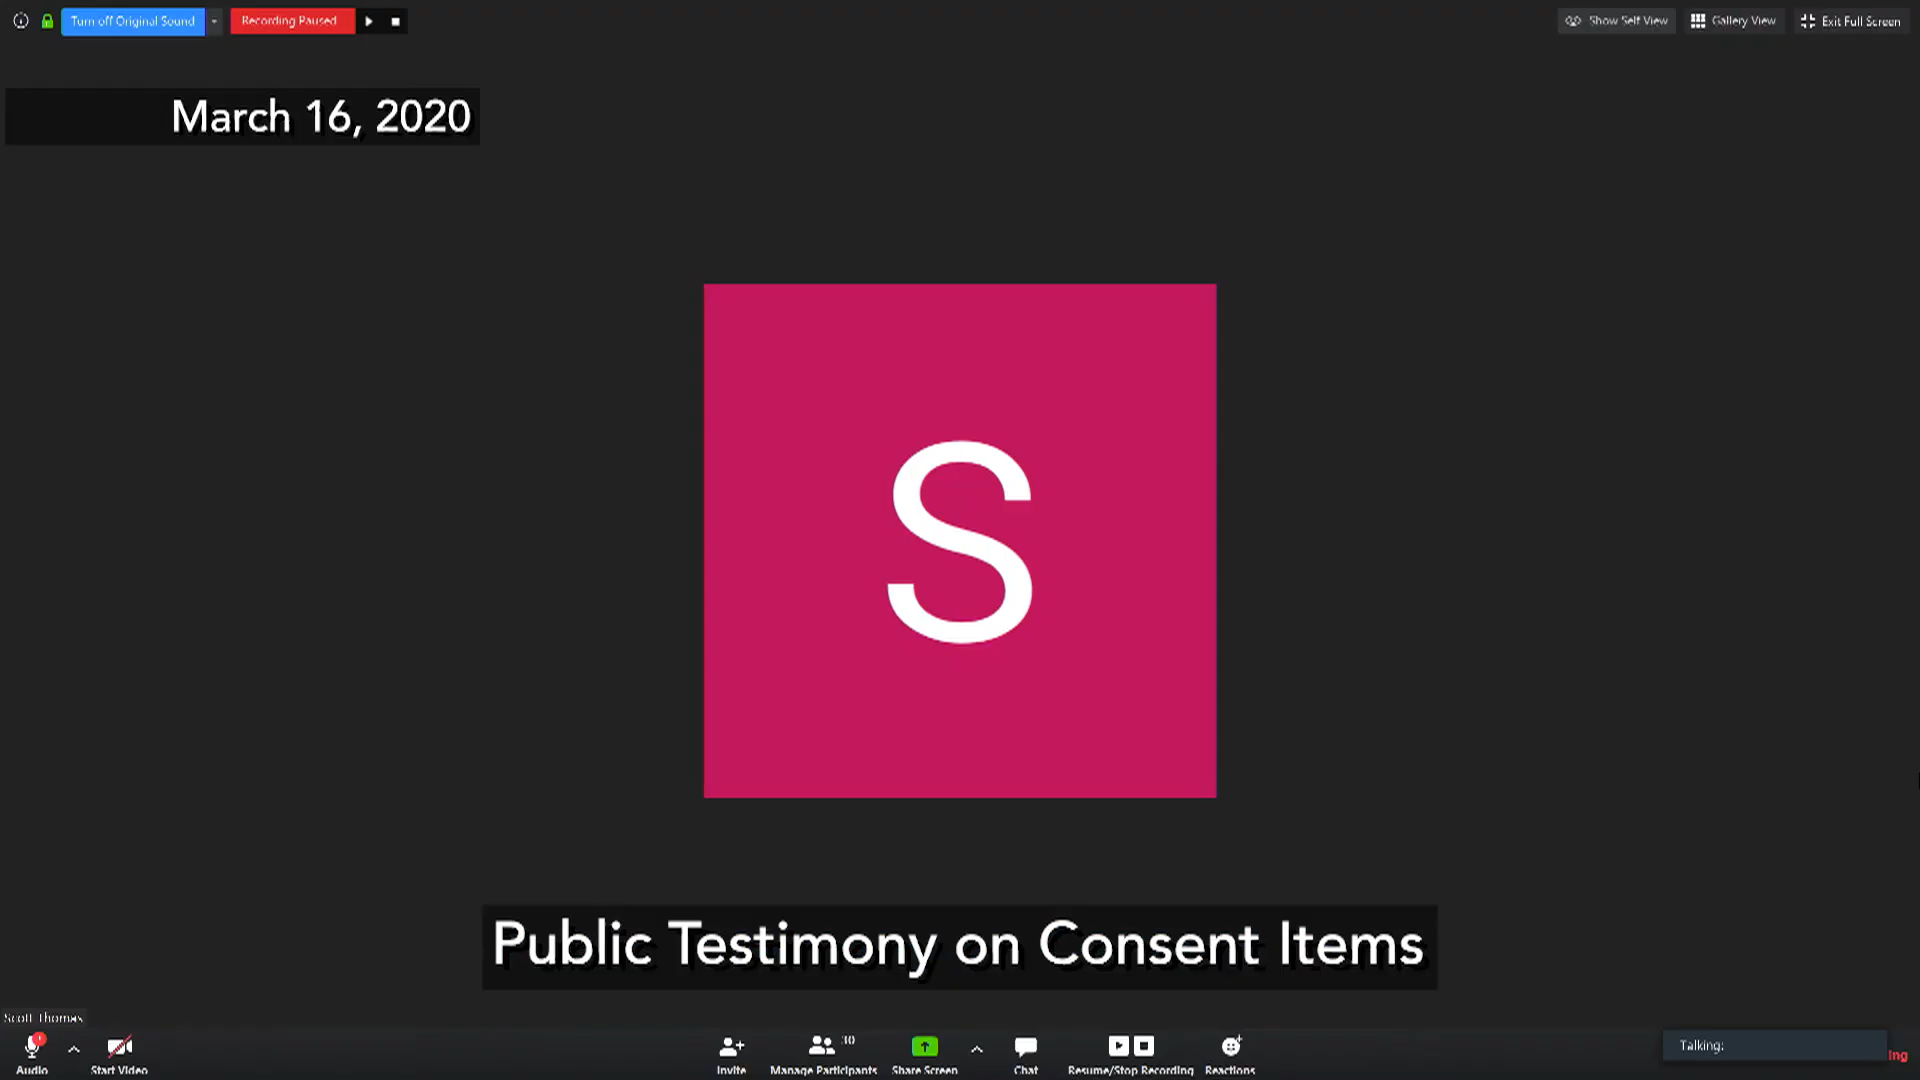 Turn off Original Sound
Recording Paused
Show Self View
Gallery View
Exit Full Screen
March 16, 2020
S
Public Testimony on Consent Items
Scott Thomas
Audio
Start Video
Invite
Manage Participants
30
Share Screen
Chat
Resume/Stop Recording
Reactions
Talking:
ing